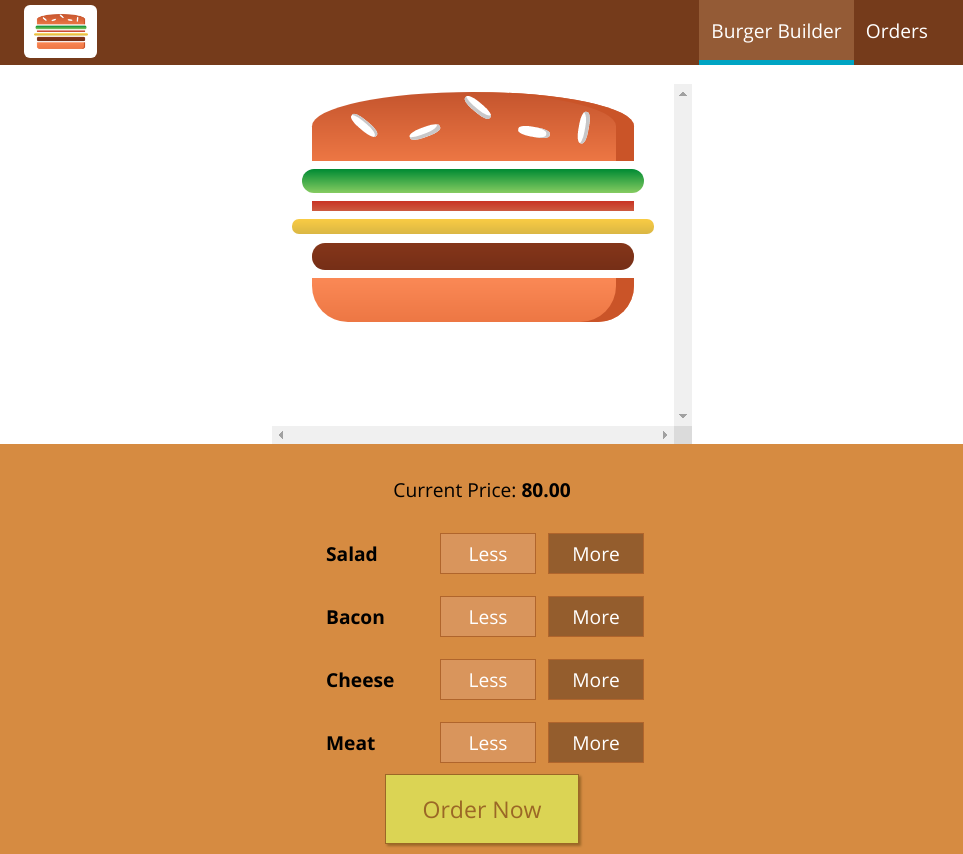 Burger Builder Orders
Current Price: 80.00
Salad Less More
Bacon Less More
Cheese Less More
Meat Less More
Order Now